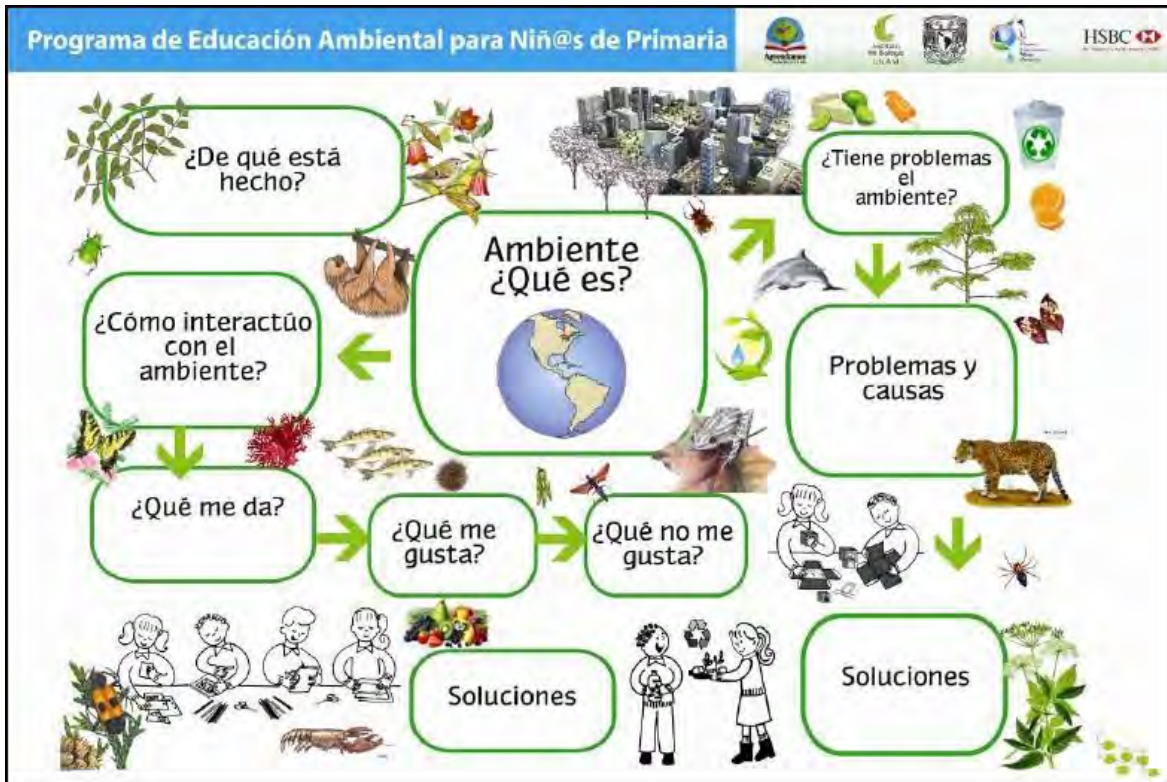 Programa de Educación Ambiental para Niñ@s de Primaria
HSBC
¿De qué está
hecho?
¿Tiene problemas
el
ambiente?
Ambiente
¿Qué es?
¿Cómo interactúo
con el
ambiente?
Problemas y
causas
¿Qué me da?
¿Qué me
gusta?
¿Qué no me
gusta?
Soluciones
Soluciones